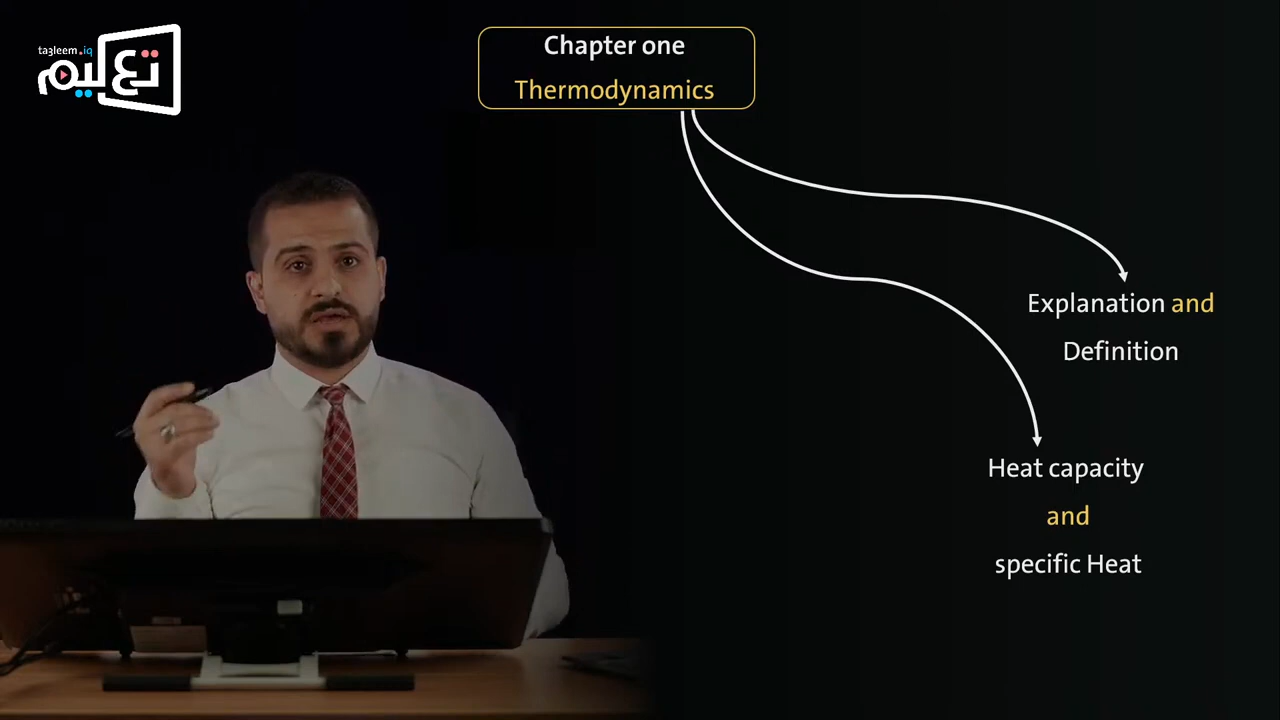 ta3leem.iq
تعليم
Chapter one
Thermodynamics
Explanation and
Definition
Heat capacity
and
specific Heat